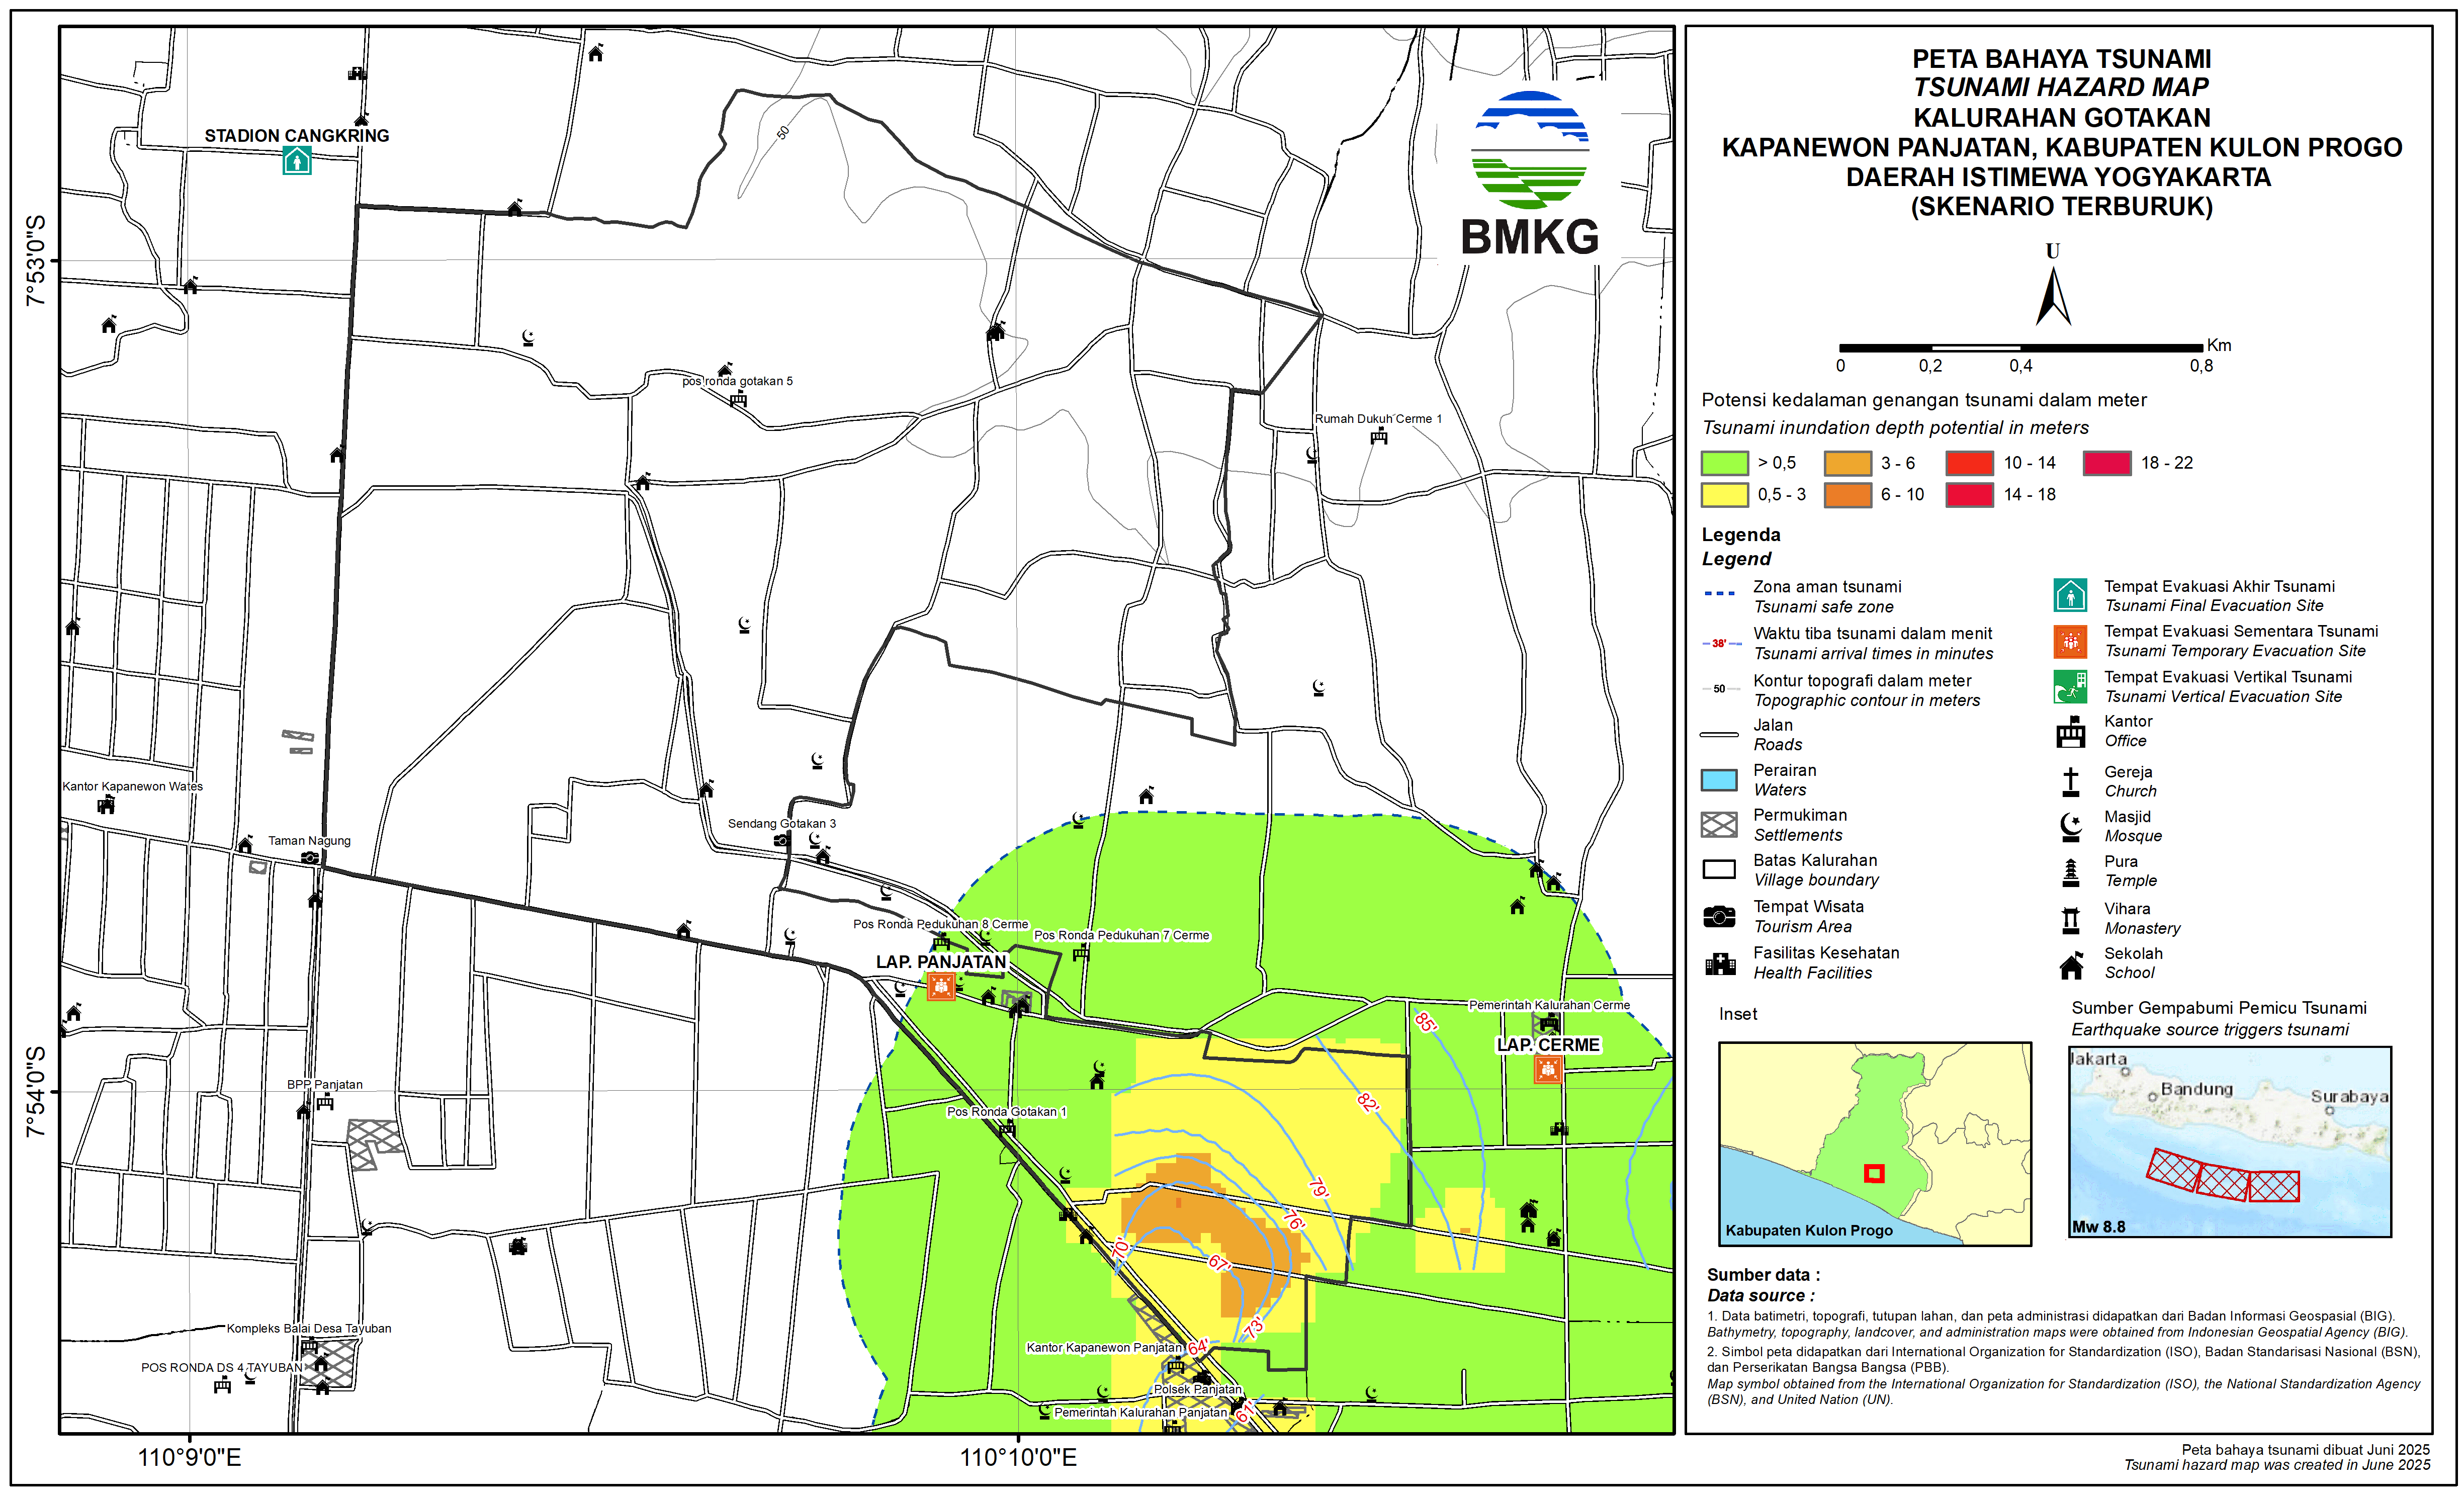 PETA BAHAYA TSUNAMI
TSUNAMI HAZARD MAP
KALURAHAN GOTAKAN
KAPANEWON PANJATAN, KABUPATEN KULON PROGO
DAERAH ISTIMEWA YOGYAKARTA
(SKENARIO TERBURUK)
U
Km
0 0,2 0,4 0,8
Potensi kedalaman genangan tsunami dalam meter
Tsunami inundation depth potential in meters
> 0,5
3 - 6
10 - 14
18 - 22
0,5 - 3
6 - 10
14 - 18
Legenda
Legend
Zona aman tsunami
Tsunami safe zone
38'
Waktu tiba tsunami dalam menit
Tsunami arrival times in minutes
50
Kontur topografi dalam meter
Topographic contour in meters
Jalan
Roads
Perairan
Waters
Permukiman
Settlements
Batas Kalurahan
Village boundary
Tempat Wisata
Tourism Area
Fasilitas Kesehatan
Health Facilities
Tempat Evakuasi Akhir Tsunami
Tsunami Final Evacuation Site
Tempat Evakuasi Sementara Tsunami
Tsunami Temporary Evacuation Site
Tempat Evakuasi Vertikal Tsunami
Tsunami Vertical Evacuation Site
Kantor
Office
Gereja
Church
Masjid
Mosque
Pura
Temple
Vihara
Monastery
Sekolah
School
Inset
Kabupaten Kulon Progo
Sumber Gempabumi Pemicu Tsunami
Earthquake source triggers tsunami
Jakarta
Bandung
Surabaya
Mw 8.8
Sumber data :
Data source :
1. Data batimetri, topografi, tutupan lahan, dan peta administrasi didapatkan dari Badan Informasi Geospasial (BIG).
Bathymetry, topography, landcover, and administration maps were obtained from Indonesian Geospatial Agency (BIG).
2. Simbol peta didapatkan dari International Organization for Standardization (ISO), Badan Standarisasi Nasional (BSN),
dan Perserikatan Bangsa Bangsa (PBB).
Map symbol obtained from the International Organization for Standardization (ISO), the National Standardization Agency
(BSN), and United Nation (UN).
Peta bahaya tsunami dibuat Juni 2025
Tsunami hazard map was created in June 2025
BMKG
STADION CANGKRING
50
7°53'0"S
pos ronda gotakan 5
Rumah Dukuh Cerme 1
Kantor Kapanewon Wates
Sendang Gotakan 3
Taman Nagung
Pos Ronda Pedukuhan 8 Cerme
Pos Ronda Pedukuhan 7 Cerme
LAP. PANJATAN
Pemerintah Kalurahan Cerme
85'
LAP. CERME
7°54'0"S
BPP Panjatan
82'
Pos Ronda Gotakan 1
79'
76'
70'
67'
73'
64'
Kompleks Balai Desa Tayuban
Kantor Kapanewon Panjatan
POS RONDA DS 4 TAYUBAN
Polsek Panjatan
Pemerintah Kalurahan Panjatan
61'
110°9'0"E
110°10'0"E